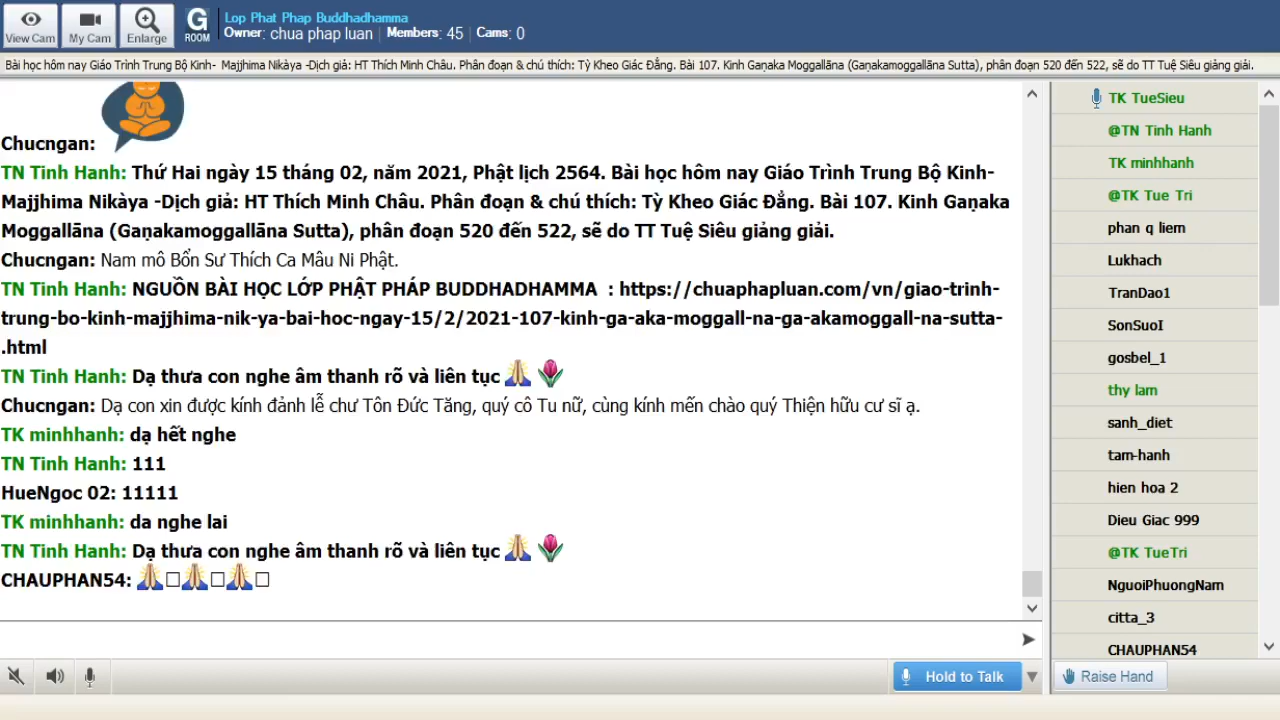 View Cam
My Cam
Enlarge
G
ROOM
Lop Phat Phap Buddhadhamma
Owner: chua phap luan | Members: 45 | Cams: 0
Bài học hôm nay Giáo Trình Trung Bộ Kinh- Majjhima Nikàya -Dịch giả: HT Thích Minh Châu. Phân đoạn & chú thích: Tỳ Kheo Giác Đẳng. Bài 107. Kinh Gaṇaka Moggallāna (Gaṇakamoggallāna Sutta), phân đoạn 520 đến 522, sẽ do TT Tuệ Siêu giảng giải.
Chucngan:
TN Tinh Hanh: Thứ Hai ngày 15 tháng 02, năm 2021, Phật lịch 2564. Bài học hôm nay Giáo Trình Trung Bộ Kinh-
Majjhima Nikàya -Dịch giả: HT Thích Minh Châu. Phân đoạn & chú thích: Tỳ Kheo Giác Đẳng. Bài 107. Kinh Gaṇaka
Moggallāna (Gaṇakamoggallāna Sutta), phân đoạn 520 đến 522, sẽ do TT Tuệ Siêu giảng giải.
Chucngan: Nam mô Bổn Sư Thích Ca Mâu Ni Phật.
TN Tinh Hanh: NGUỒN BÀI HỌC LỚP PHẬT PHÁP BUDDHADHAMMA : https://chuaphapluan.com/vn/giao-trinh-
trung-bo-kinh-majjhima-nik-ya-bai-hoc-ngay-15/2/2021-107-kinh-ga-aka-moggall-na-ga-akamoggall-na-sutta-
.html
TN Tinh Hanh: Dạ thưa con nghe âm thanh rõ và liên tục 🙏 🌷
Chucngan: Dạ con xin được kính đảnh lễ chư Tôn Đức Tăng, quý cô Tu nữ, cùng kính mến chào quý Thiện hữu cư sĩ ạ.
TK minhhanh: dạ hết nghe
TN Tinh Hanh: 111
HueNgoc 02: 11111
TK minhhanh: da nghe lai
TN Tinh Hanh: Dạ thưa con nghe âm thanh rõ và liên tục 🙏 🌷
CHAUPHAN54: 🙏□🙏□🙏□
Hold to Talk
TK TueSieu
@TN Tinh Hanh
TK minhhanh
@TK Tue Tri
phan q liem
Lukhach
TranDao1
SonSuoI
gosbel_1
thy lam
sanh_diet
tam-hanh
hien hoa 2
Dieu Giac 999
@TK TueTri
NguoiPhuongNam
citta_3
CHAUPHAN54
Raise Hand